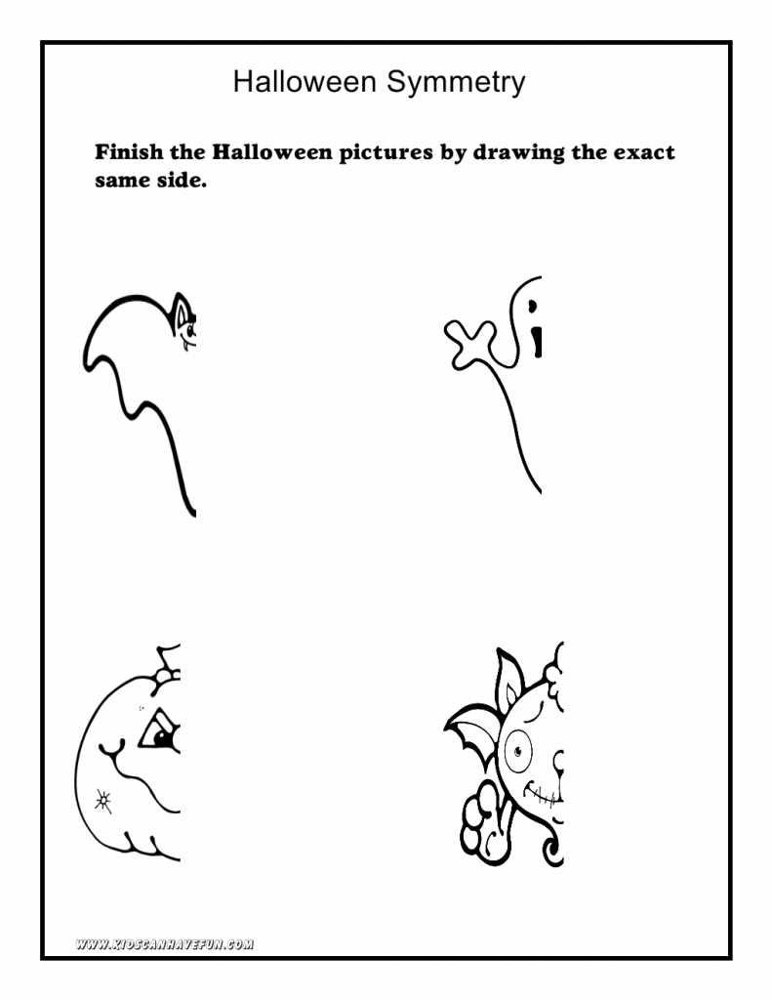 Halloween Symmetry
Finish the Halloween pictures by drawing the exact
same side.
WWW.KIDSCANHAVEFUN.COM